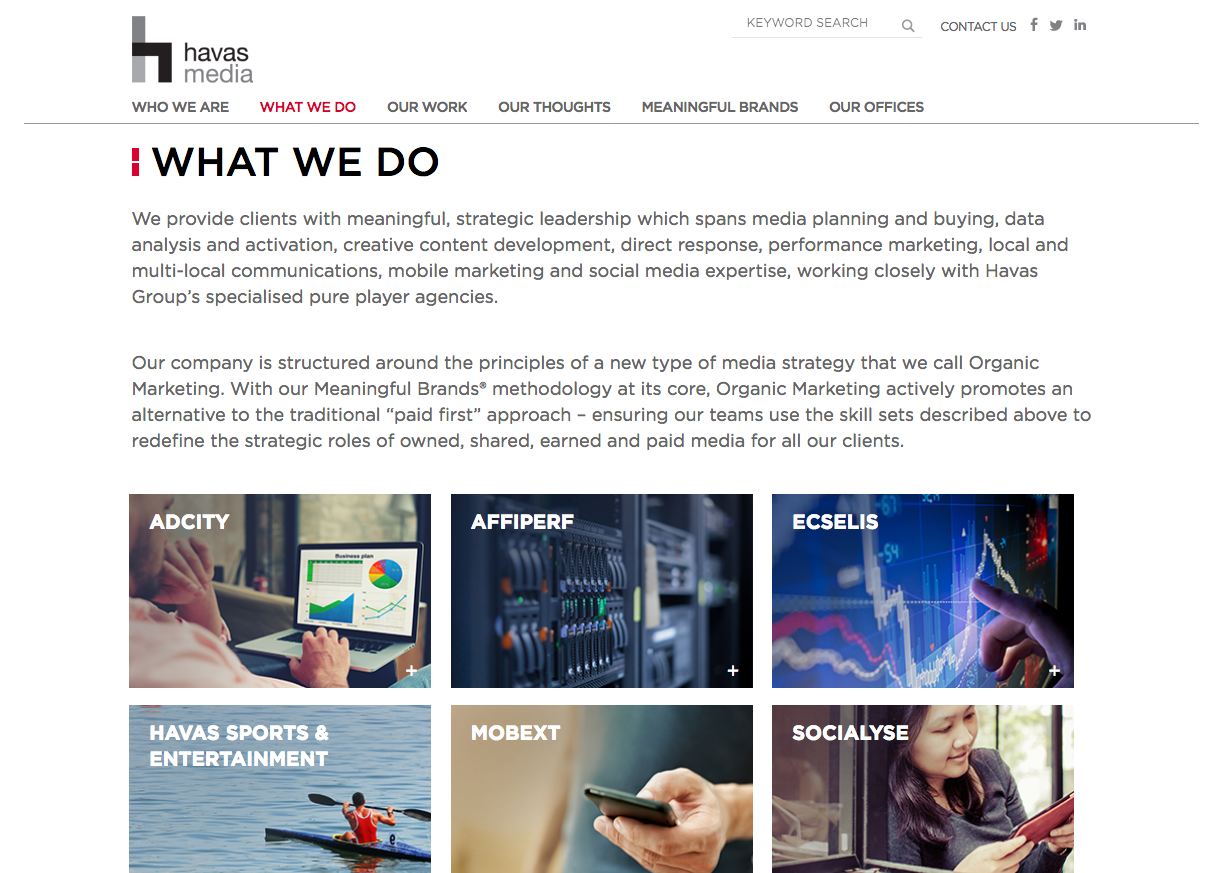 havas
media
KEYWORD SEARCH
CONTACT US
WHO WE ARE
WHAT WE DO
OUR WORK
OUR THOUGHTS
MEANINGFUL BRANDS
OUR OFFICES
WHAT WE DO
We provide clients with meaningful, strategic leadership which spans media planning and buying, data
analysis and activation, creative content development, direct response, performance marketing, local and
multi-local communications, mobile marketing and social media expertise, working closely with Havas
Group’s specialised pure player agencies.
Our company is structured around the principles of a new type of media strategy that we call Organic
Marketing. With our Meaningful Brands® methodology at its core, Organic Marketing actively promotes an
alternative to the traditional “paid first” approach – ensuring our teams use the skill sets described above to
redefine the strategic roles of owned, shared, earned and paid media for all our clients.
ADCITY
Business plan
+
AFFIPERF
+
ECSELIS
-54
+
HAVAS SPORTS &
ENTERTAINMENT
MOBEXT
SOCIALYSE